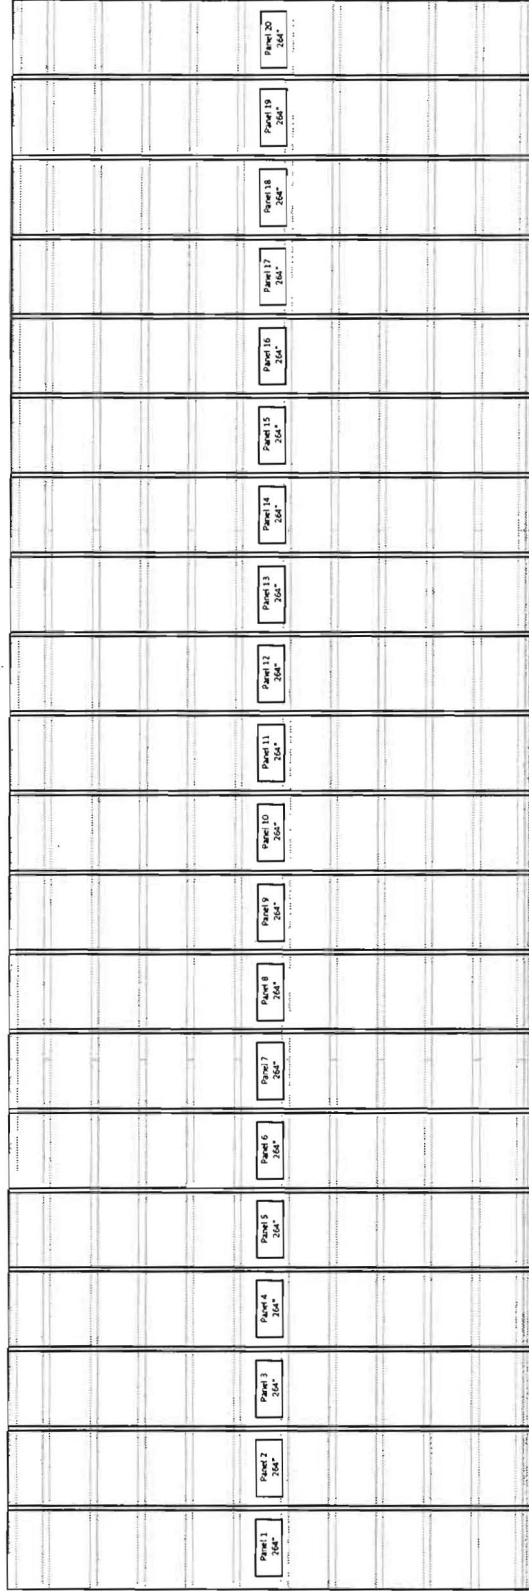 Panel 20
264"
Panel 19
264"
Panel 18
264"
Panel 17
264"
Panel 16
264"
Panel 15
264"
Panel 14
264"
Panel 13
264"
Panel 12
264"
Panel 11
264"
Panel 10
264"
Panel 9
264"
Panel 8
264"
Panel 7
264"
Panel 6
264"
Panel 5
264"
Panel 4
264"
Panel 3
264"
Panel 2
264"
Panel 1
264"